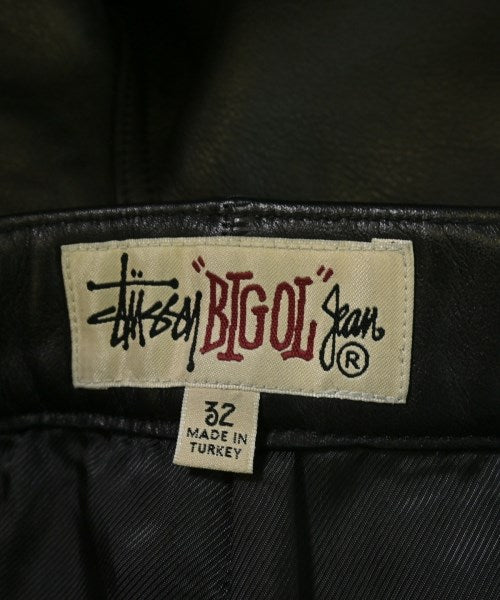 Stüssy "BIG OL" Jean ®
32
MADE IN
TURKEY